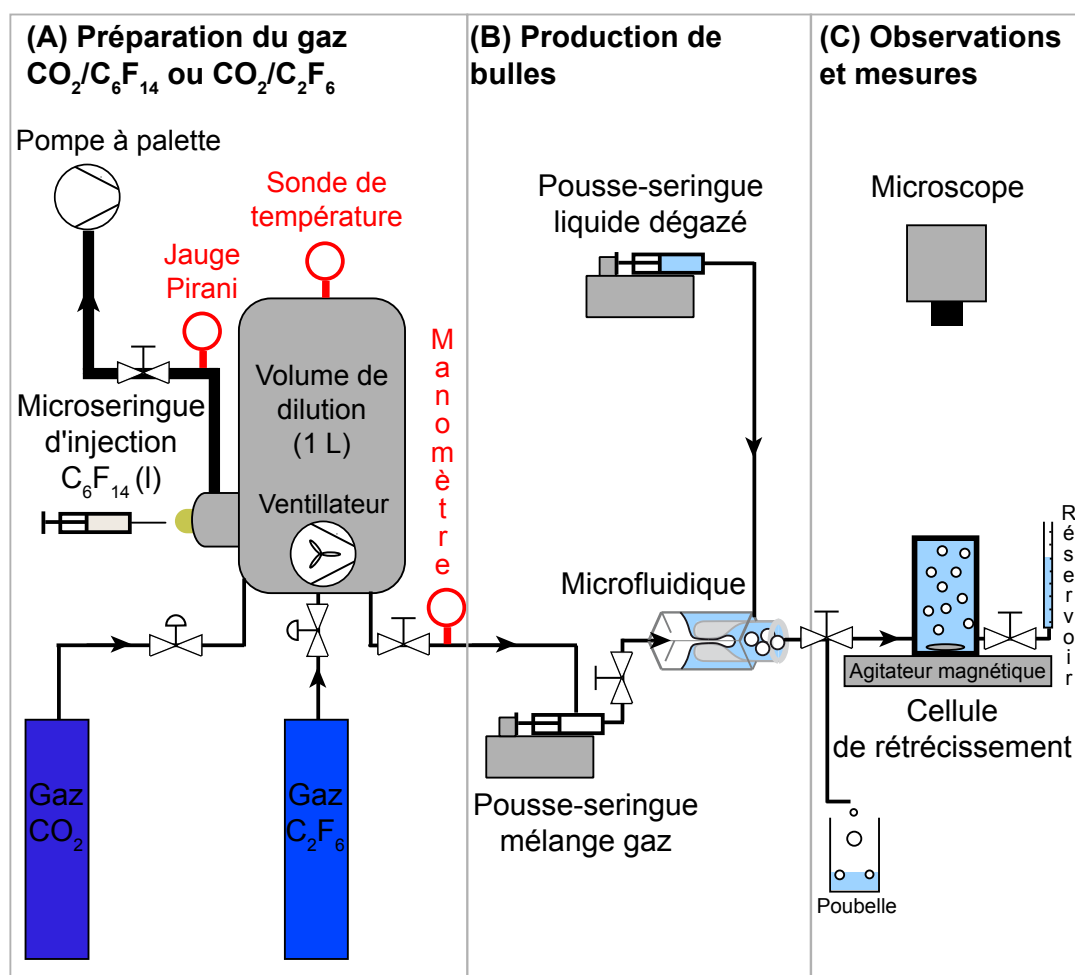 (A) Préparation du gaz
CO₂/C₆F₁₄ ou CO₂/C₂F₆
Pompe à palette
Sonde de
température
Jauge
Pirani
Manomètre
Microseringue
d'injection
C₆F₁₄ (l)
Volume de
dilution
(1 L)
Ventillateur
Gaz
CO₂
Gaz
C₂F₆
(B) Production de
bulles
Pousse-seringue
liquide dégazé
Microfluidique
Pousse-seringue
mélange gaz
(C) Observations
et mesures
Microscope
Réservoir
Agitateur magnétique
Cellule
de rétrécissement
Poubelle